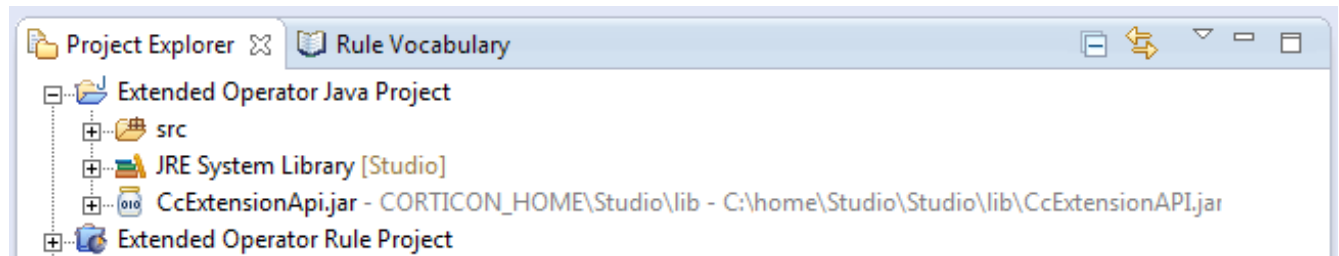 Project Explorer Rule Vocabulary
Extended Operator Java Project
src
JRE System Library [Studio]
CcExtensionApi.jar - CORTICON_HOME\Studio\lib - C:\home\Studio\Studio\lib\CcExtensionAPI.jar
Extended Operator Rule Project